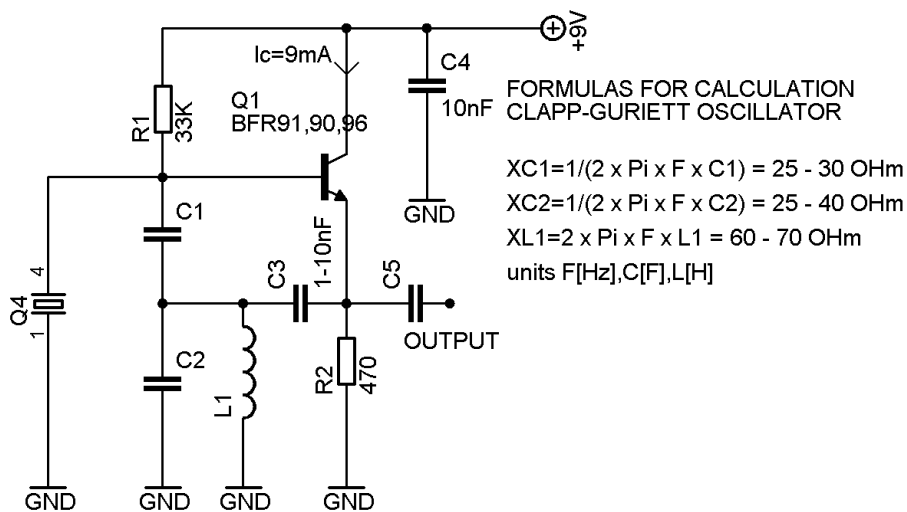 Ic=9mA
+9V
C4
10nF
FORMULAS FOR CALCULATION
CLAPP-GURIETT OSCILLATOR
R1
33K
Q1
BFR91,90,96
XC1=1/(2 x Pi x F x C1) = 25 - 30 OHm
XC2=1/(2 x Pi x F x C2) = 25 - 40 OHm
XL1=2 x Pi x F x L1 = 60 - 70 OHm
units F[Hz],C[F],L[H]
GND
C1
C3
1-10nF
C5
OUTPUT
Q4
4
1
C2
L1
R2
470
GND
GND
GND
GND